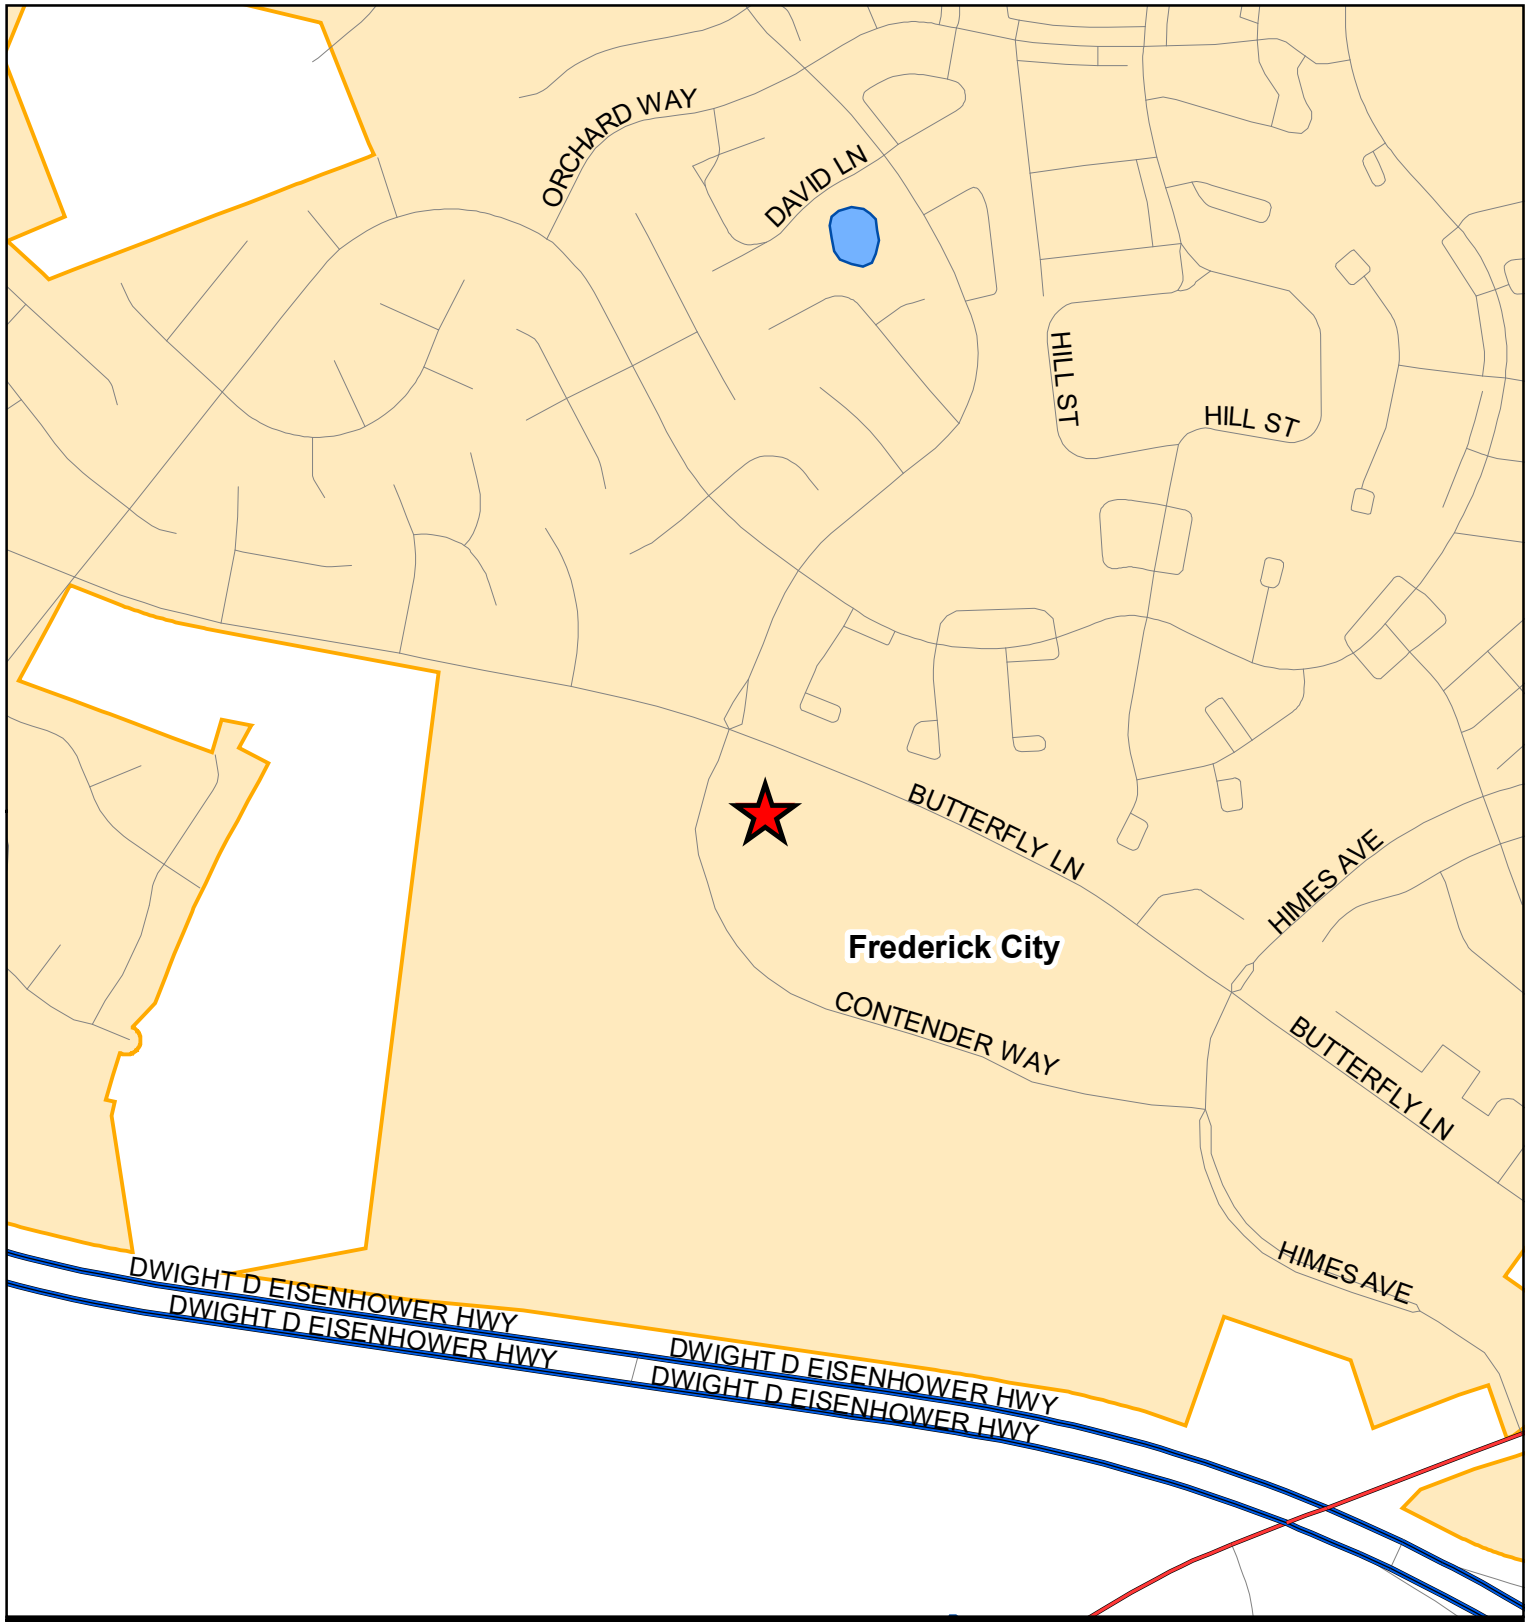 ORCHARD WAY
DAVID LN
HILL ST
HILL ST
BUTTERFLY LN
HIMES AVE
Frederick City
CONTENDER WAY
BUTTERFLY LN
HIMES AVE
DWIGHT D EISENHOWER HWY
DWIGHT D EISENHOWER HWY
DWIGHT D EISENHOWER HWY
DWIGHT D EISENHOWER HWY